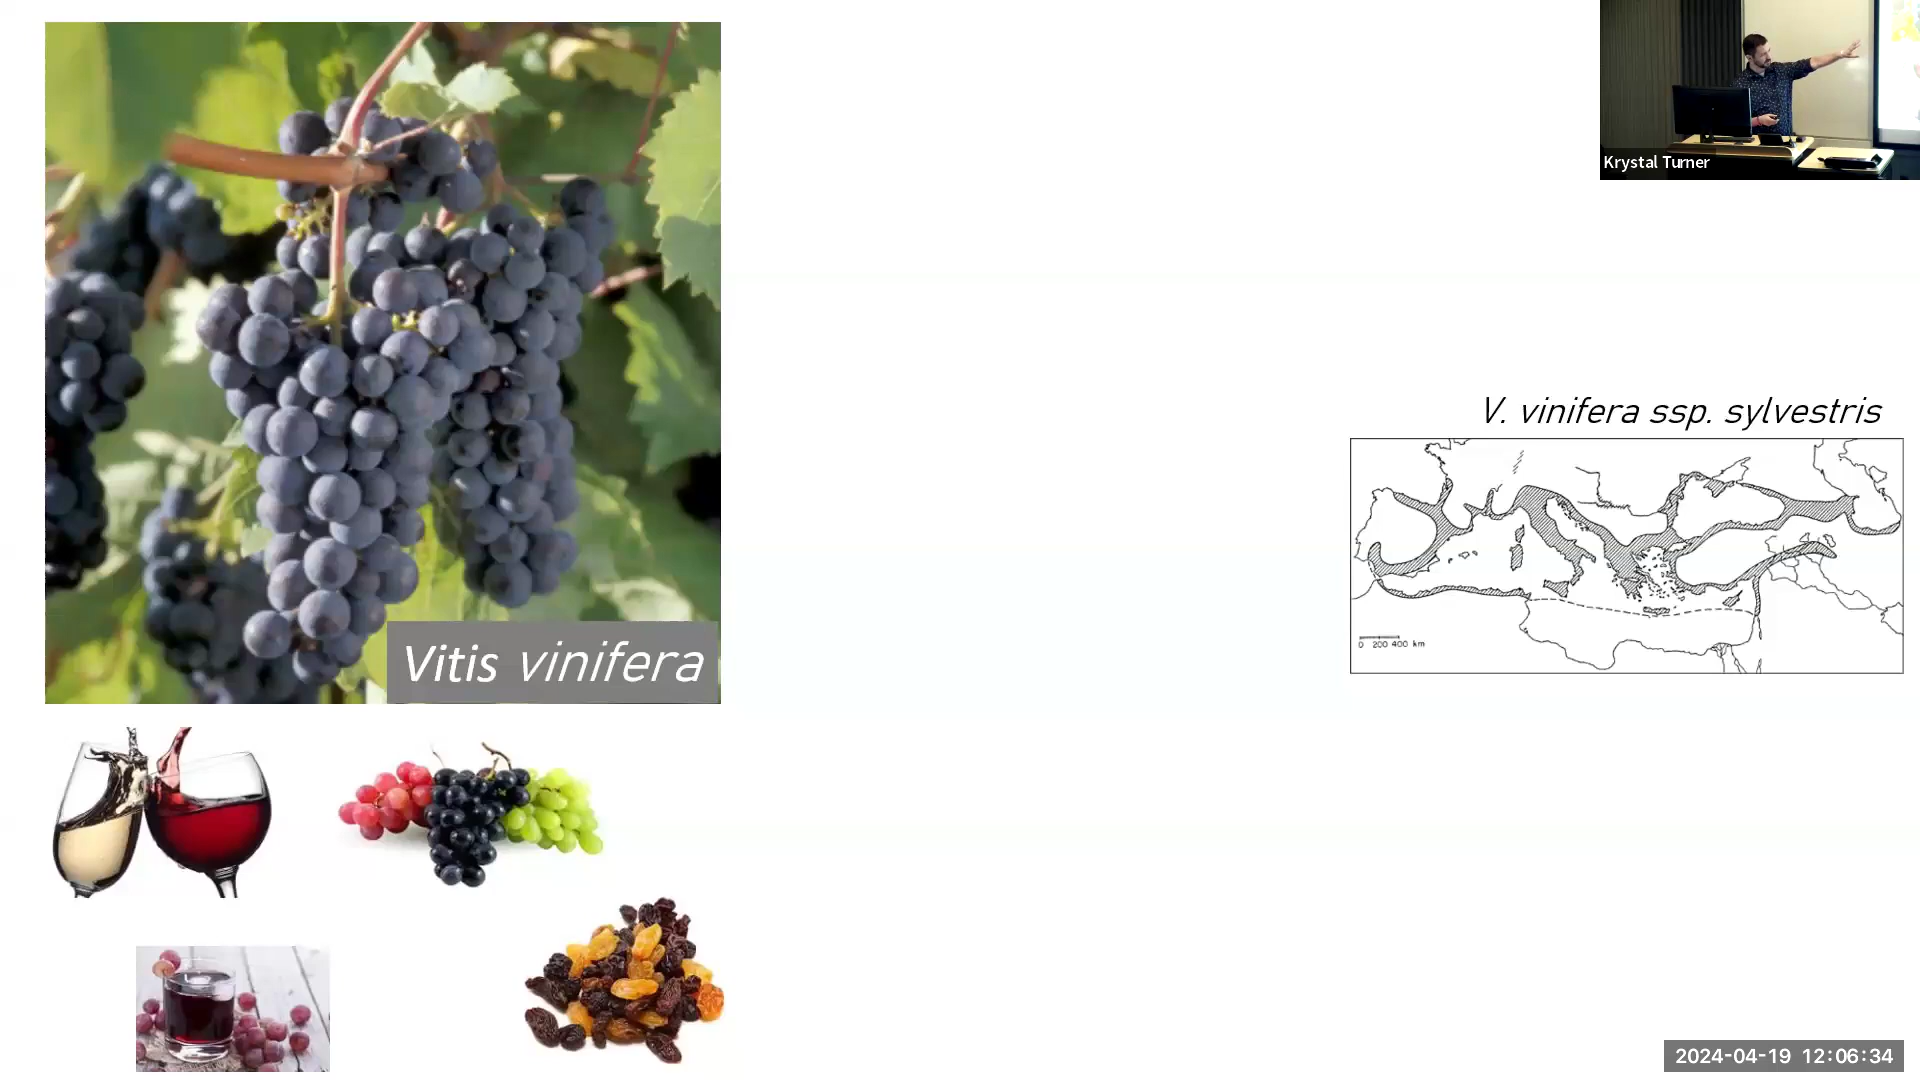 Krystal Turner
V. vinifera ssp. sylvestris
0 200 400 km
Vitis vinifera
2024-04-19 12:06:34